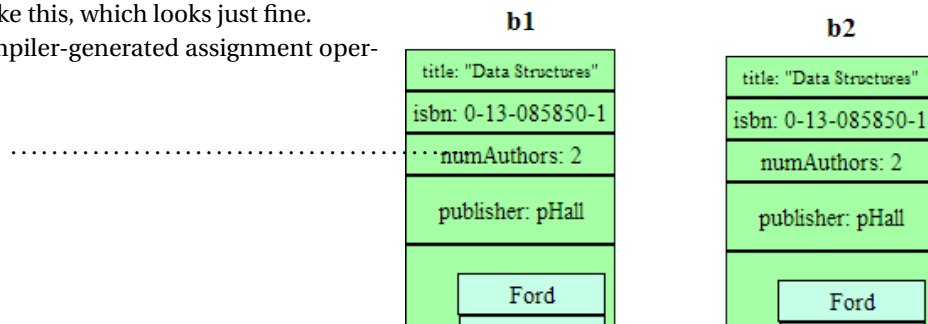 ke this, which looks just fine.
mpiler-generated assignment oper-
b1
title: "Data Structures"
isbn: 0-13-085850-1
numAuthors: 2
publisher: pHall
Ford
b2
title: "Data Structures"
isbn: 0-13-085850-1
numAuthors: 2
publisher: pHall
Ford